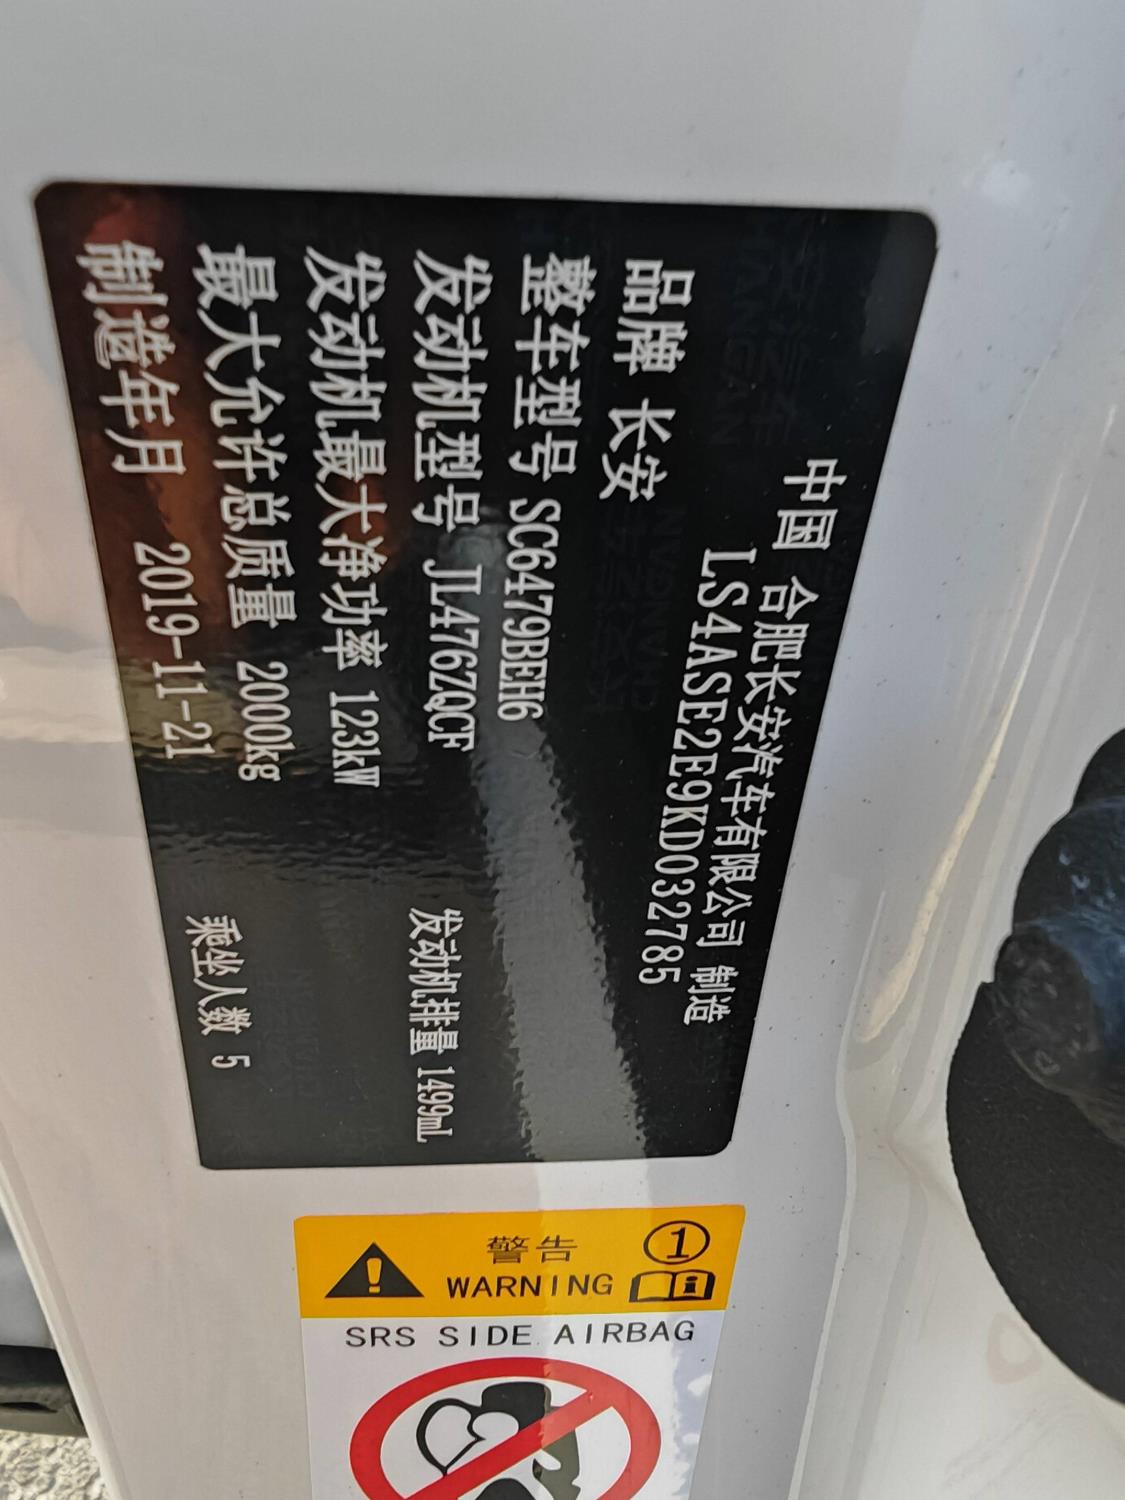 中国 合肥长安汽车有限公司 制造
LS4ASE2E9KD032785
品牌 长安
整车型号 SC6479BEH6
发动机型号 JL476ZQCF 发动机排量 1499mL
发动机最大净功率 123kW
最大允许总质量 2000kg 乘坐人数 5
制造年月 2019-11-21
警告 ①
WARNING
SRS SIDE AIRBAG